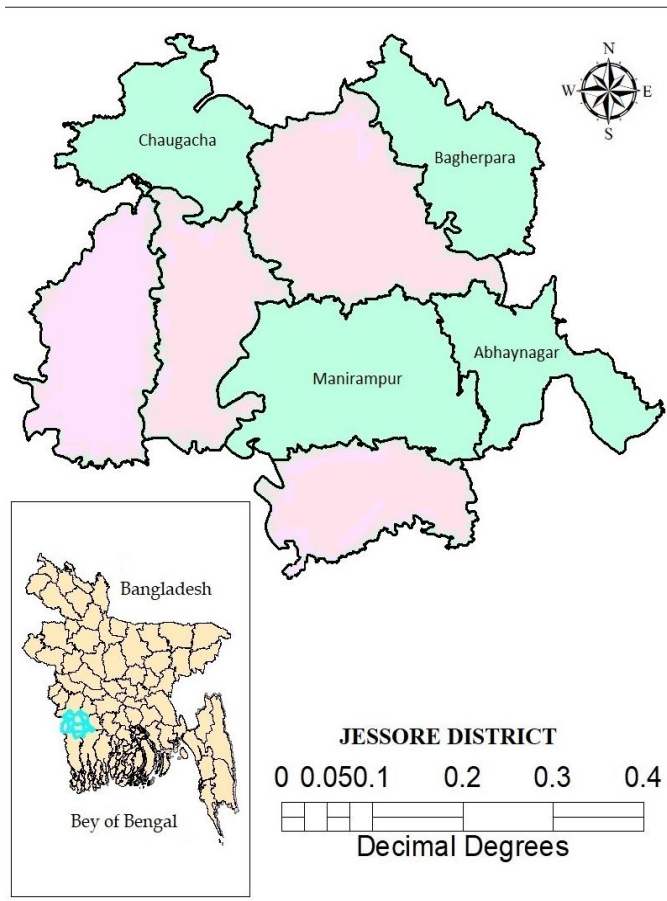 N
W E
S
Chaugacha
Bagherpara
Abhaynagar
Manirampur
Bangladesh
Bey of Bengal
JESSORE DISTRICT
0 0.050.1 0.2 0.3 0.4
Decimal Degrees